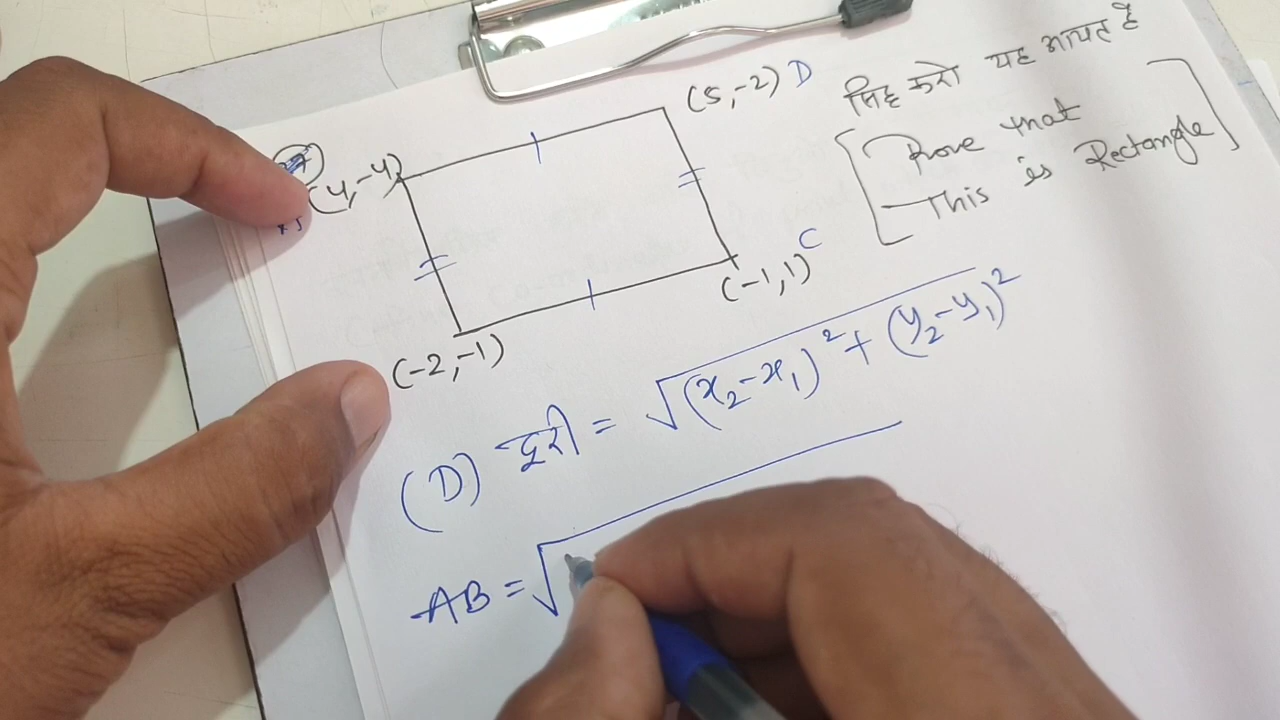 (5,-2) D
सिद्ध करो यह आयत है
[Prove that
This is Rectangle]
(4,-4)
(-1,1) C
(-2,-1)
(D) दूरी = √(x₂-x₁)² + (y₂-y₁)²
AB = √